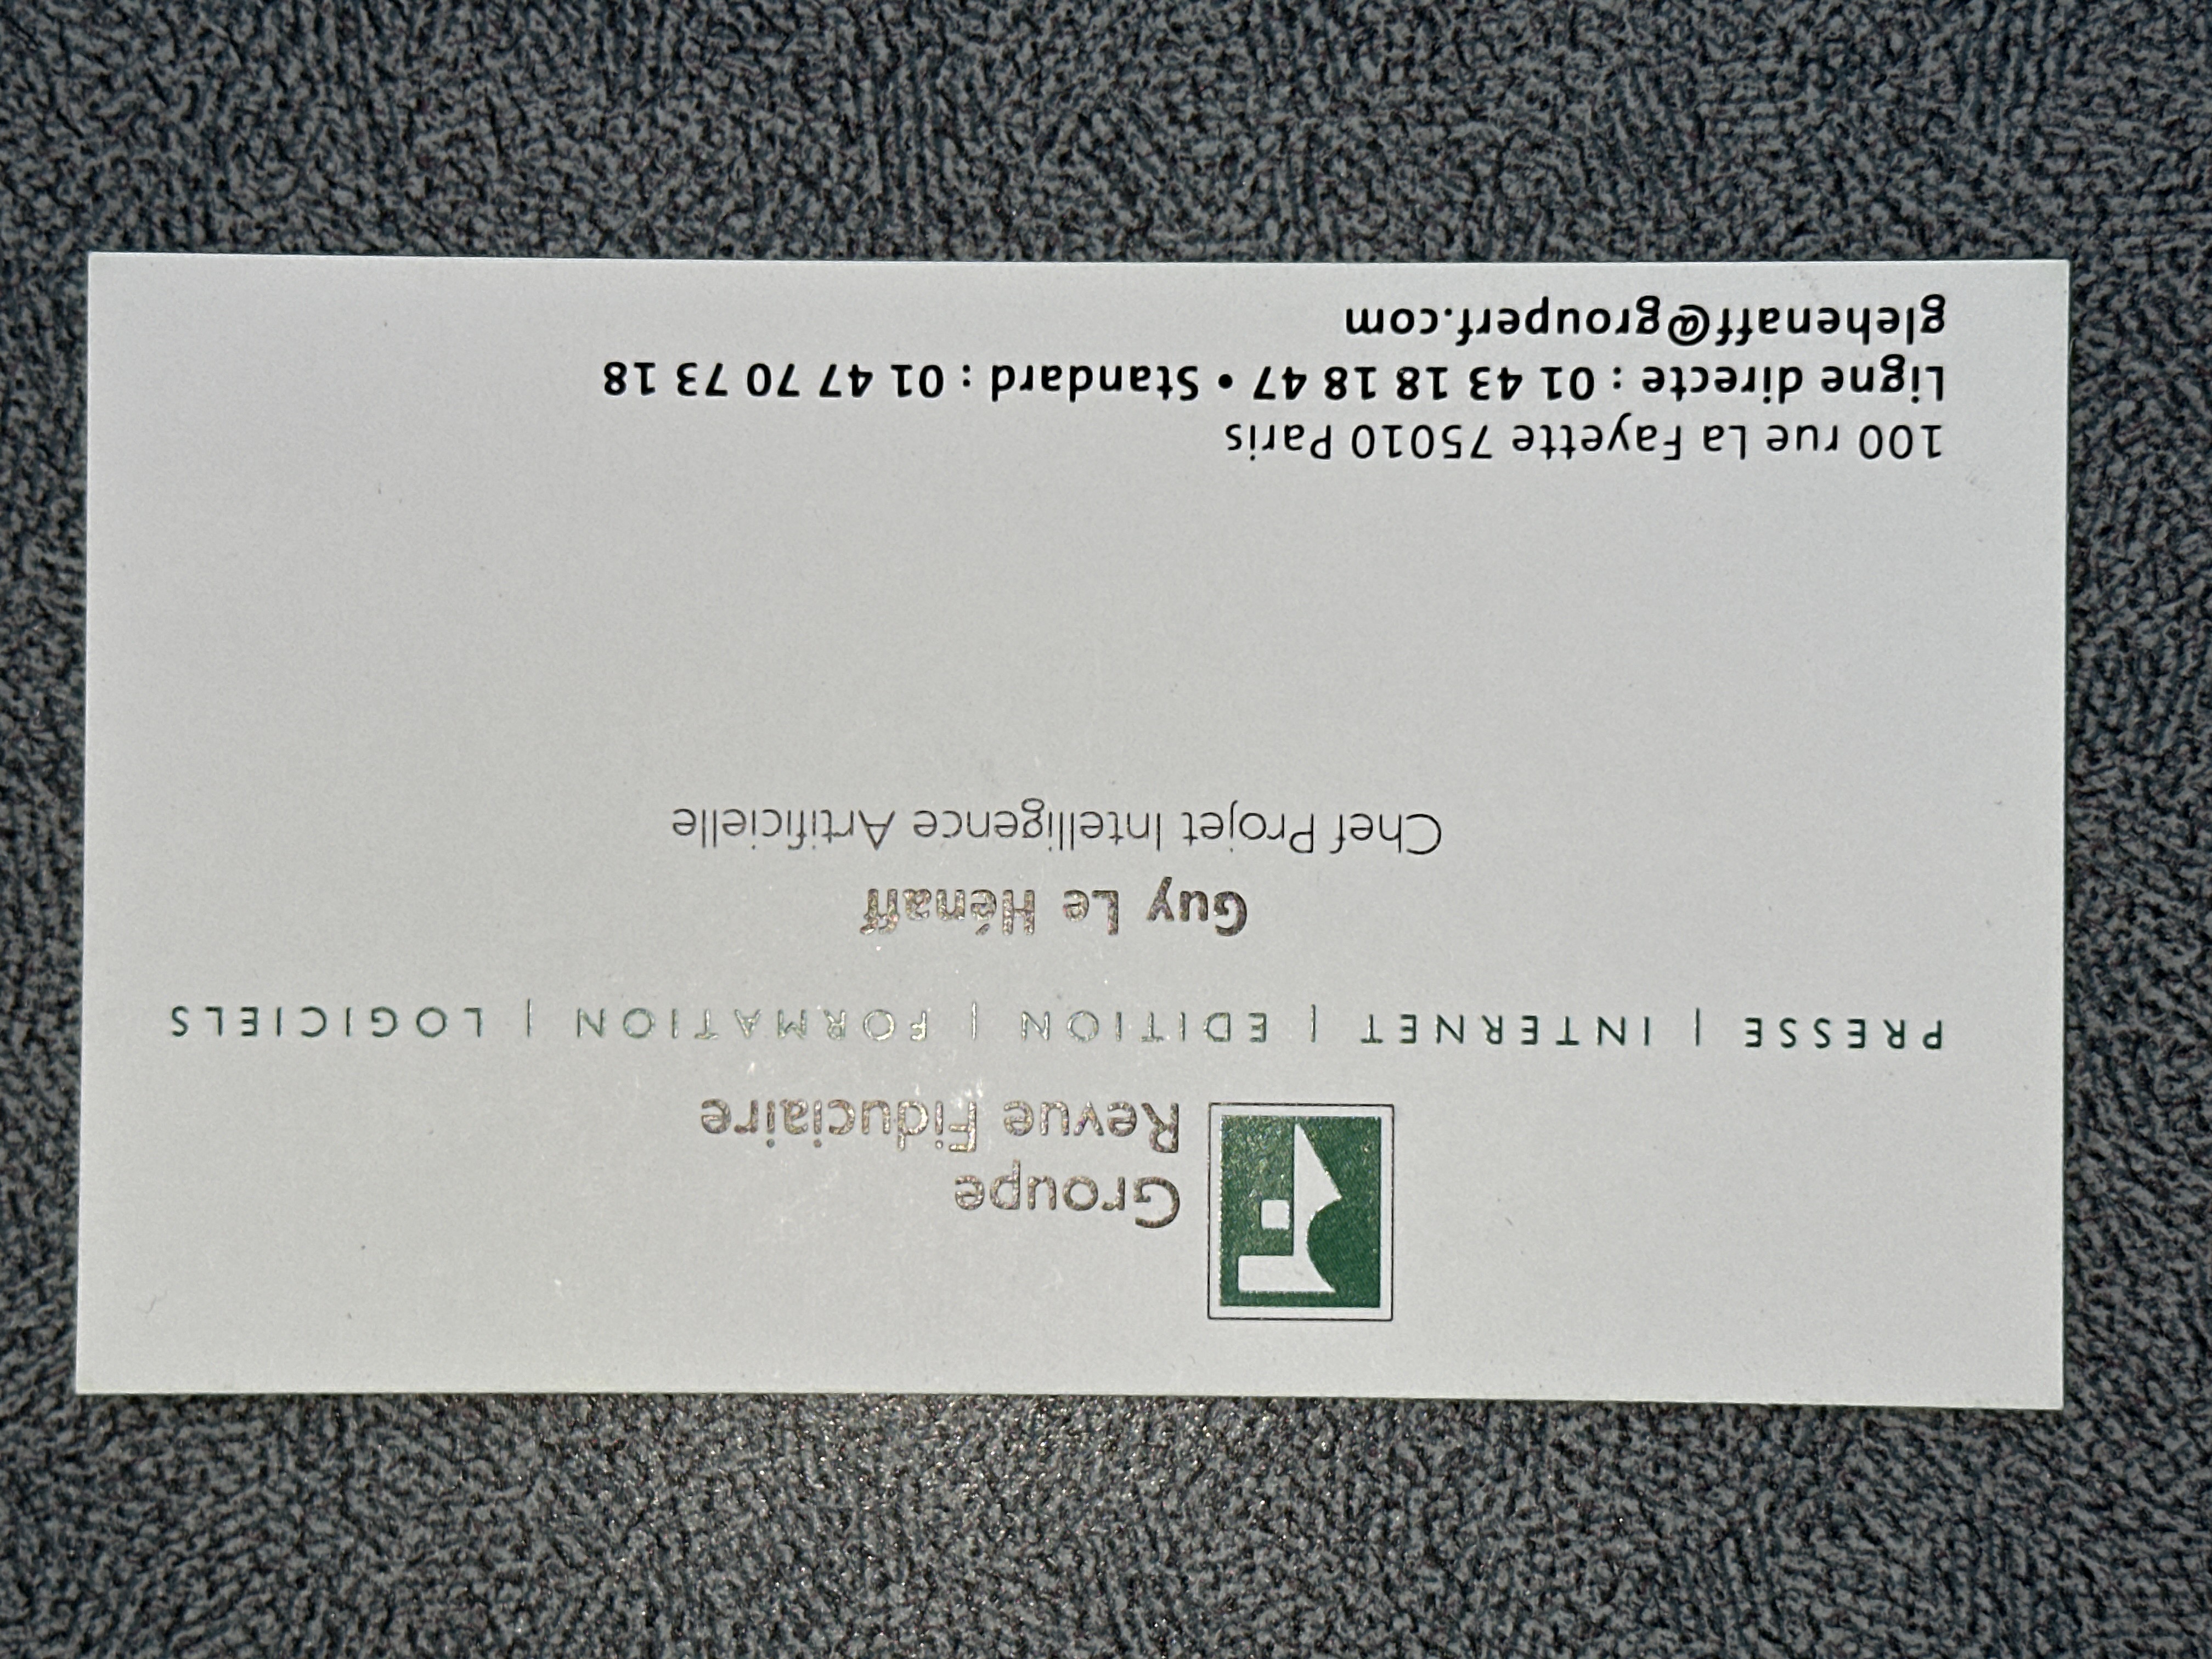 Groupe
Revue Fiduciaire
PRESSE | INTERNET | EDITION | FORMATION | LOGICIELS
Guy Le Hénaff
Chef Projet Intelligence Artificielle
100 rue La Fayette 75010 Paris
Ligne directe : 01 43 18 18 47 • Standard : 01 47 70 73 18
glehenaff@grouperf.com